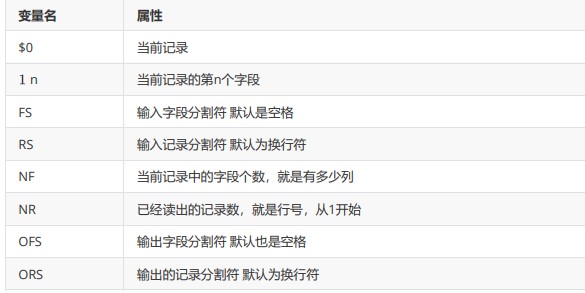 变量名 属性
$0 当前记录
1 n 当前记录的第n个字段
FS 输入字段分割符 默认是空格
RS 输入记录分割符 默认为换行符
NF 当前记录中的字段个数，就是有多少列
NR 已经读出的记录数，就是行号，从1开始
OFS 输出字段分割符 默认也是空格
ORS 输出的记录分割符 默认为换行符